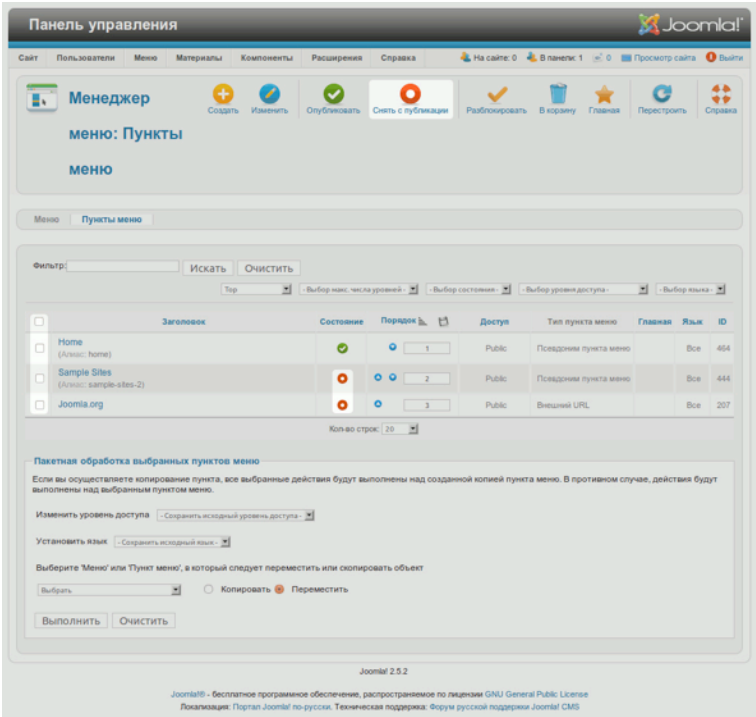 Панель управления
Joomla!
Сайт Пользователи Меню Материалы Компоненты Расширения Справка На сайте: 0 В панели: 1 0 Просмотр сайта Выйти
Менеджер меню: Пункты меню
Создать Изменить Опубликовать Снять с публикации Разблокировать В корзину Главная Перестроить Справка
Меню Пункты меню
Фильтр: Искать Очистить
Top - Выбор макс. числа уровней - - Выбор состояния - - Выбор уровня доступа - - Выбор языка -
Заголовок Состояние Порядок Доступ Тип пункта меню Главная Язык ID
Home
(Алиас: home)
1 Public Псевдоним пункта меню Все 464
Sample Sites
(Алиас: sample-sites-2)
2 Public Псевдоним пункта меню Все 444
Joomla.org 3 Public Внешний URL Все 207
Кол-во строк: 20
Пакетная обработка выбранных пунктов меню
Если вы осуществляете копирование пункта, все выбранные действия будут выполнены над созданной копией пункта меню. В противном случае, действия будут
выполнены над выбранным пунктом меню.
Изменить уровень доступа - Сохранить исходный уровень доступа -
Установить язык - Сохранить исходный язык -
Выберите 'Меню' или 'Пункт меню', в который следует переместить или скопировать объект
Выбрать Копировать Переместить
Выполнить Очистить
Joomla! 2.5.2
Joomla!® - бесплатное программное обеспечение, распространяемое по лицензии GNU General Public License
Локализация: Портал Joomla! по-русски. Техническая поддержка: Форум русской поддержки Joomla! CMS